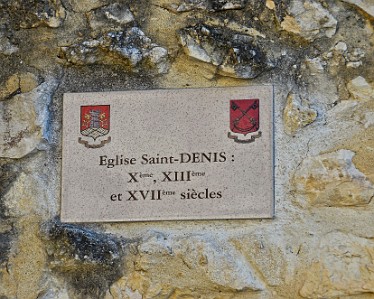 Eglise Saint-DENIS :
Xème, XIIIème
et XVIIème siècles